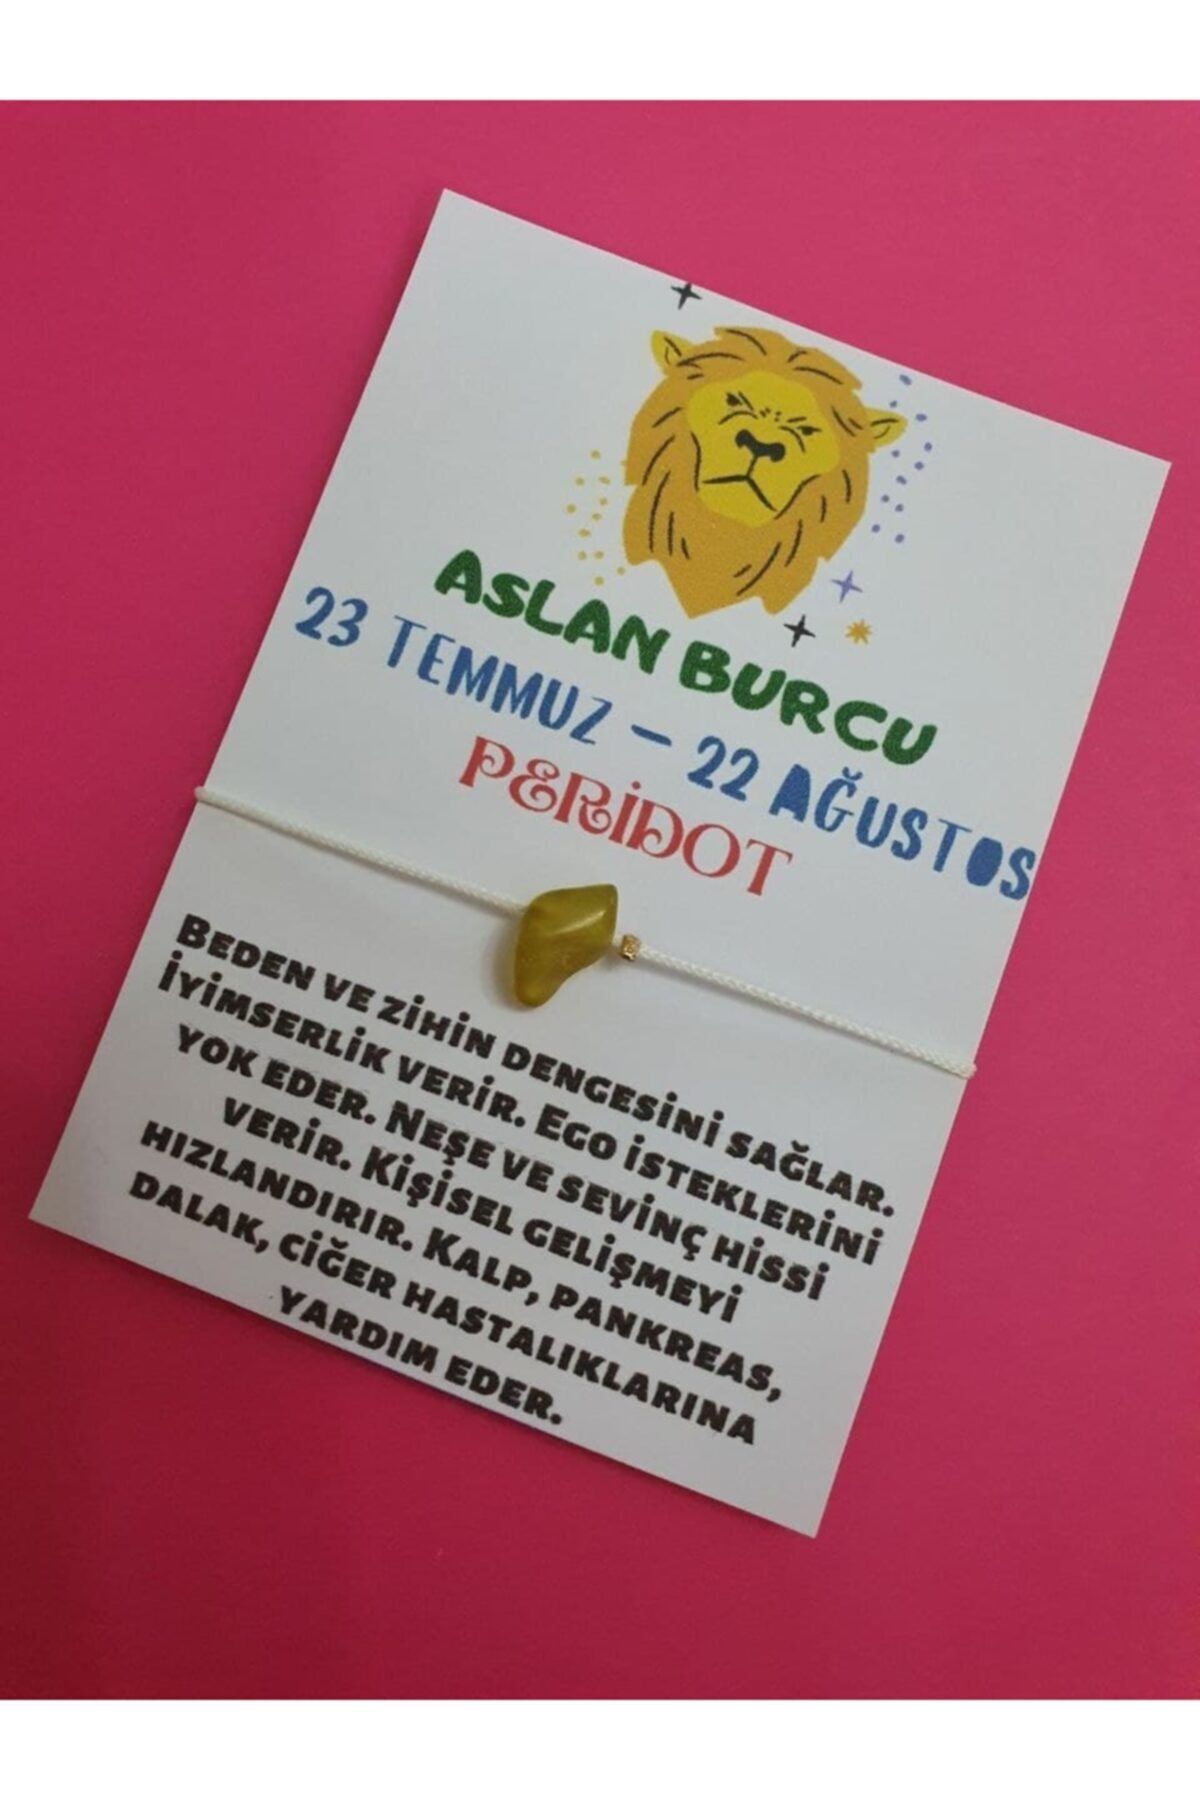 ASLAN BURCU
23 TEMMUZ – 22 AĞUSTOS
PERİDOT
BEDEN VE ZİHİN DENGESİNİ SAĞLAR.
İYİMSERLİK VERİR. EGO İSTEKLERİNİ
YOK EDER. NEŞE VE SEVİNÇ HİSSİ
VERİR. KİŞİSEL GELİŞMEYİ
HIZLANDIRIR. KALP, PANKREAS,
DALAK, CİĞER HASTALIKLARINA
YARDIM EDER.